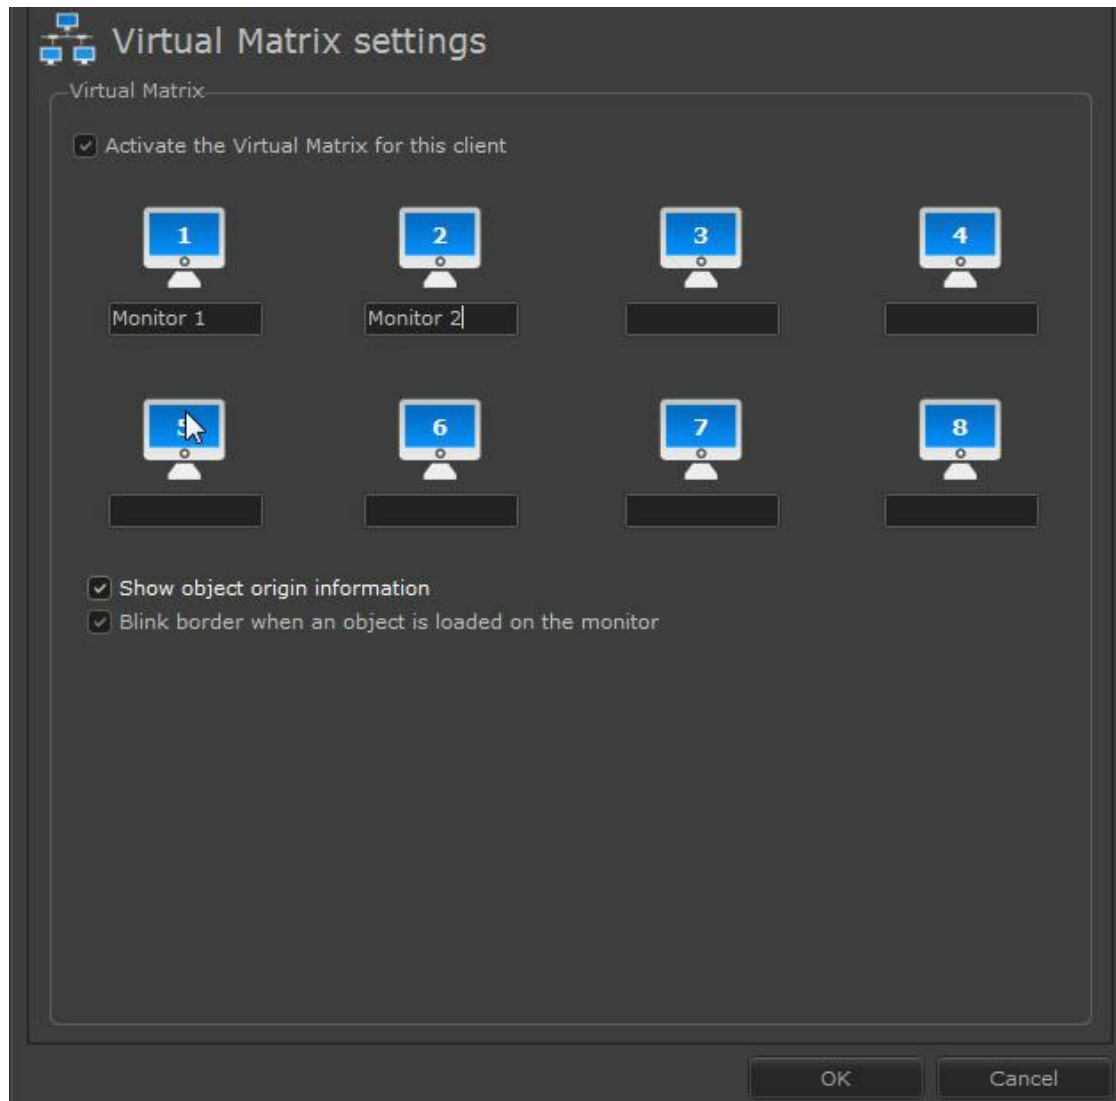 Virtual Matrix settings
Virtual Matrix
Activate the Virtual Matrix for this client
1 2 3 4
Monitor 1 Monitor 2
5 6 7 8
Show object origin information
Blink border when an object is loaded on the monitor
OK Cancel